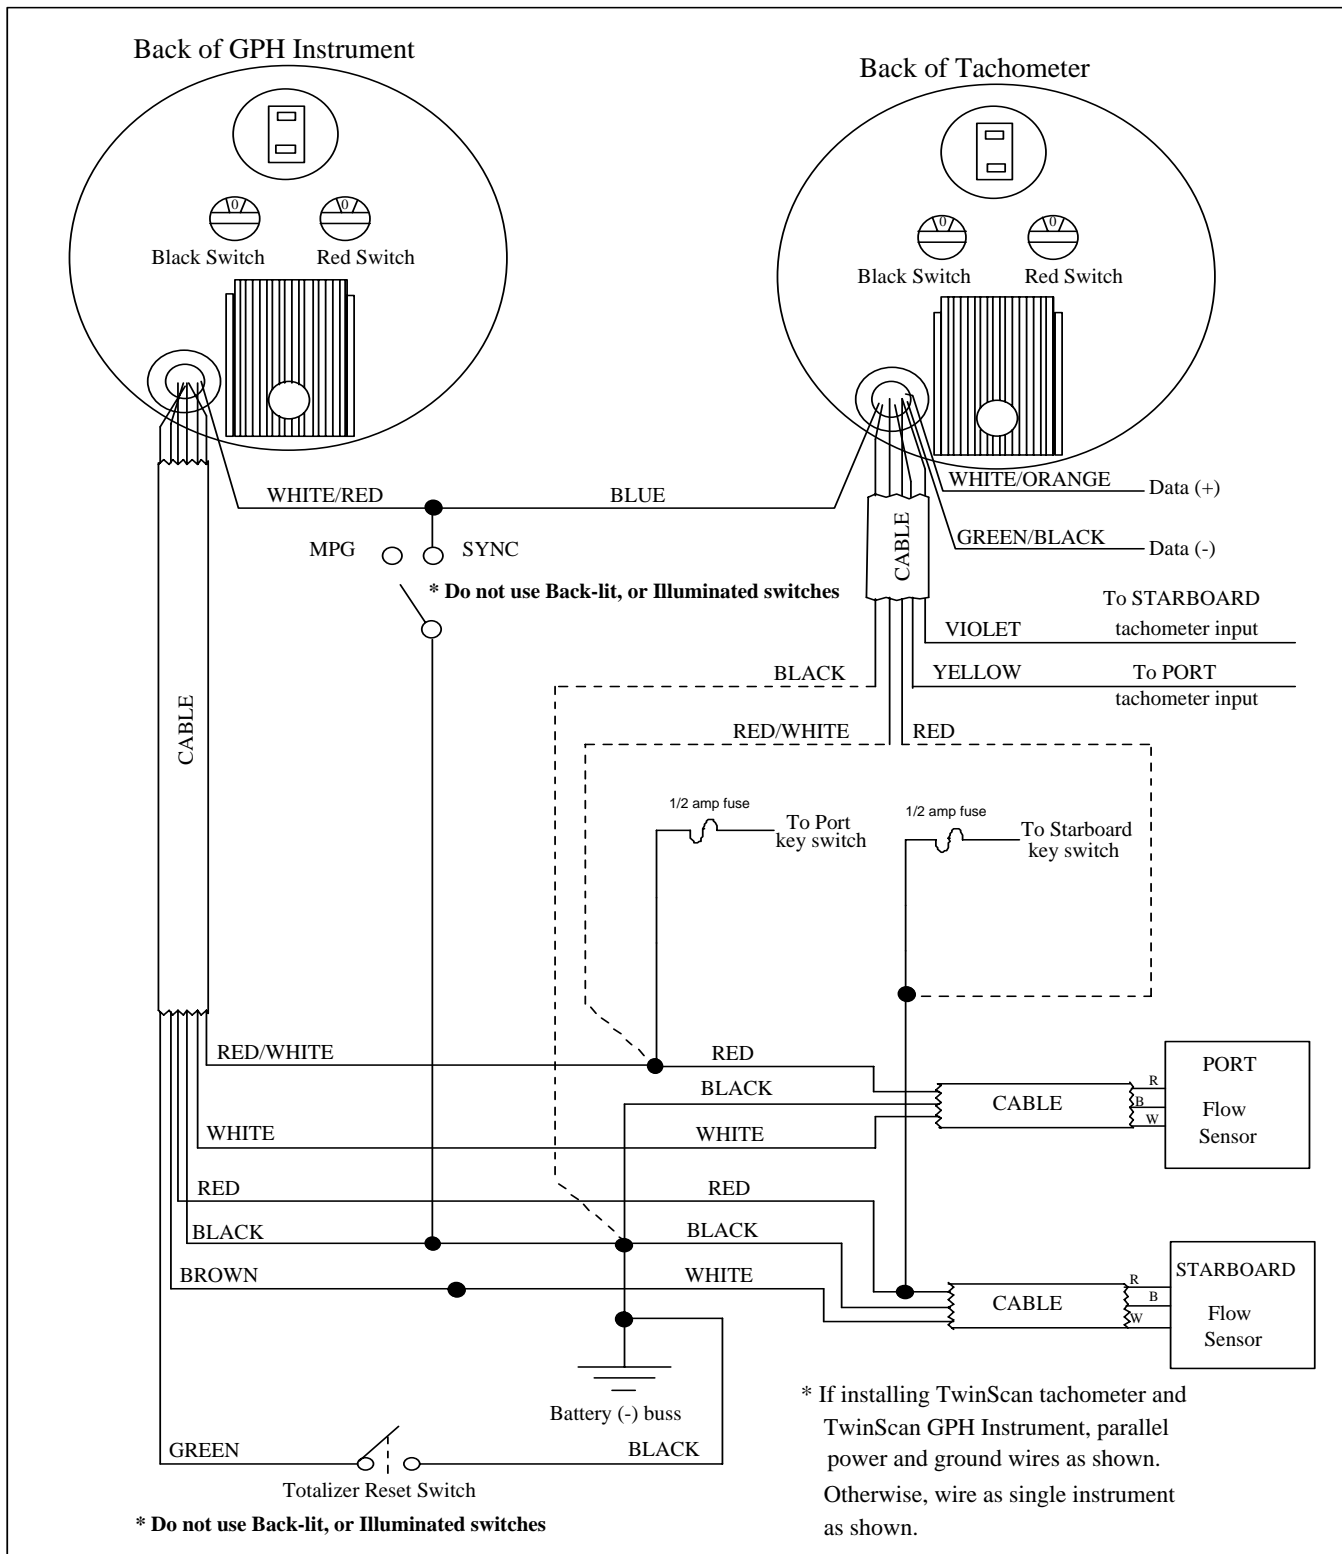 Back of GPH Instrument
Back of Tachometer
0
0
Black Switch
Red Switch
0
0
Black Switch
Red Switch
WHITE/RED
BLUE
WHITE/ORANGE
Data (+)
CABLE
GREEN/BLACK
Data (-)
MPG
SYNC
* Do not use Back-lit, or Illuminated switches
To STARBOARD
VIOLET
tachometer input
BLACK
YELLOW
To PORT
tachometer input
CABLE
RED/WHITE
RED
1/2 amp fuse
To Port
key switch
1/2 amp fuse
To Starboard
key switch
RED/WHITE
RED
BLACK
CABLE
R
B
W
PORT
Flow
Sensor
WHITE
WHITE
RED
RED
BLACK
BLACK
BROWN
WHITE
CABLE
R
B
W
STARBOARD
Flow
Sensor
Battery (-) buss
GREEN
BLACK
Totalizer Reset Switch
* Do not use Back-lit, or Illuminated switches
* If installing TwinScan tachometer and
TwinScan GPH Instrument, parallel
power and ground wires as shown.
Otherwise, wire as single instrument
as shown.